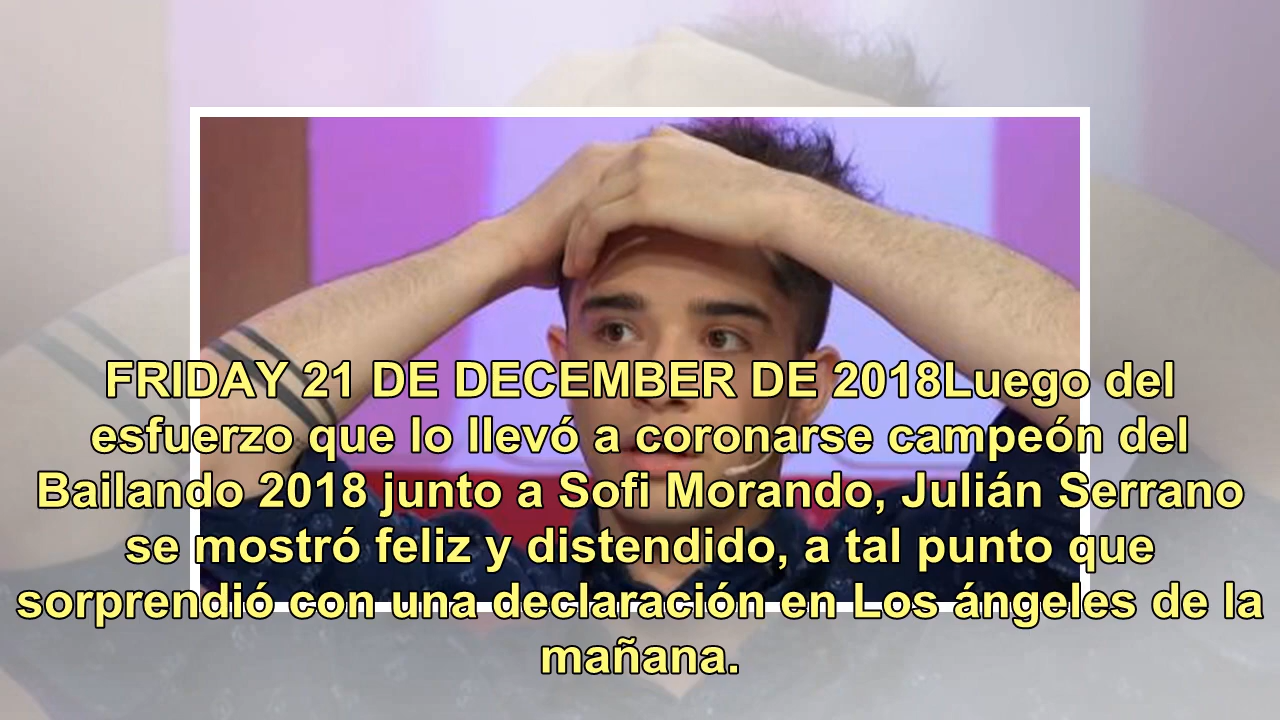 FRIDAY 21 DE DECEMBER DE 2018Luego del
esfuerzo que lo llevó a coronarse campeón del
Bailando 2018 junto a Sofi Morando, Julián Serrano
se mostró feliz y distendido, a tal punto que
sorprendió con una declaración en Los ángeles de la
mañana.